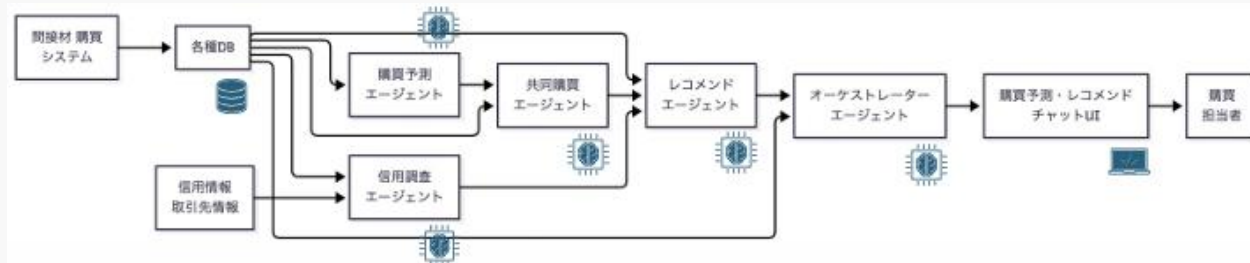 間接材 購買
システム
各種DB
購買予測
エージェント
共同購買
エージェント
レコメンド
エージェント
オーケストレーター
エージェント
購買予測・レコメンド
チャットUI
購買
担当者
信用情報
取引先情報
信用調査
エージェント